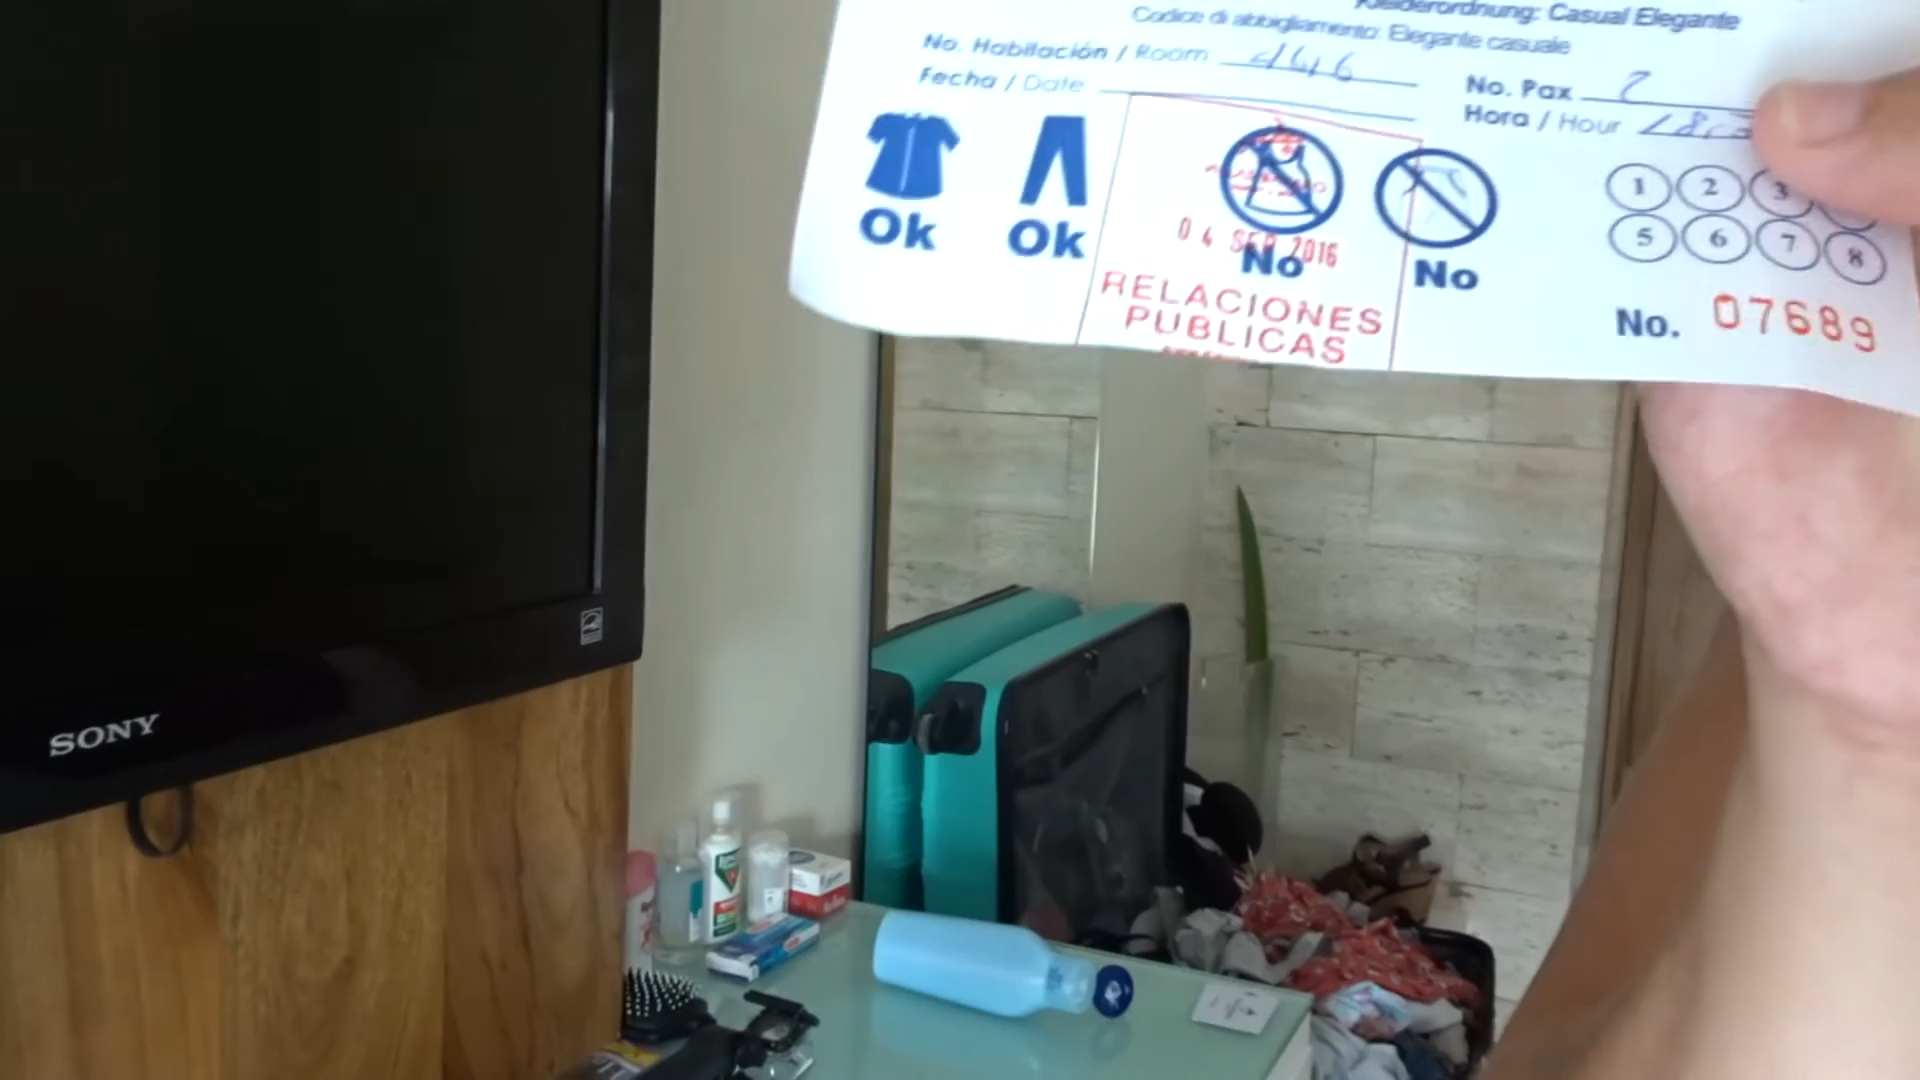 Kleiderordnung: Casual Elegante
Codice di abbigliamento: Elegante casuale
No. Habitación / Room 4616
No. Pax 2
Fecha / Date
Hora / Hour
Ok
Ok
No
No
04 SEP 2016
RELACIONES
PUBLICAS
1 2 3
5 6 7 8
No. 07689
SONY